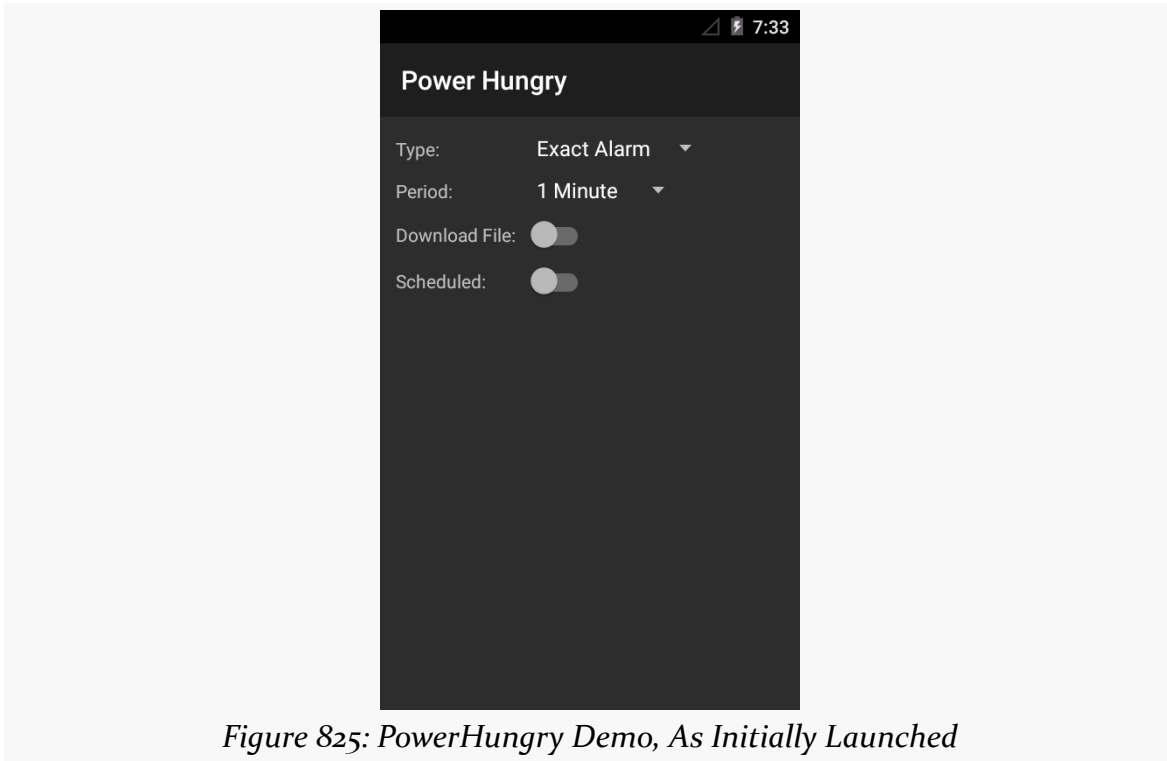 7:33
Power Hungry
Type: Exact Alarm
Period: 1 Minute
Download File:
Scheduled:
Figure 825: PowerHungry Demo, As Initially Launched